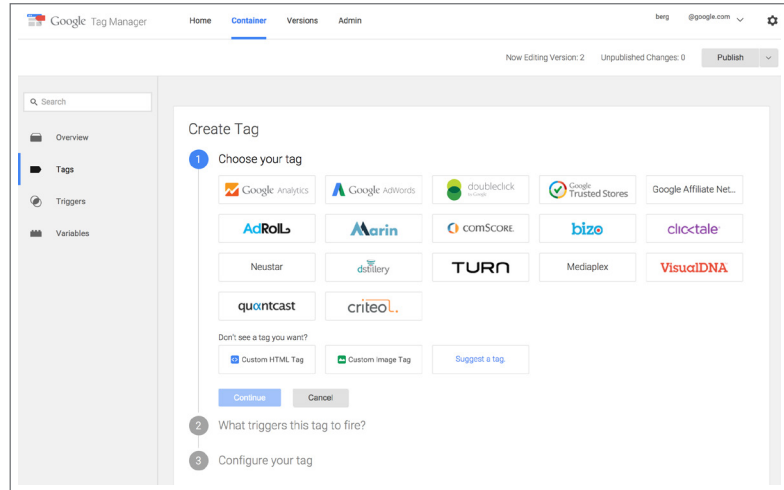 Google Tag Manager Home Container Versions Admin berg @google.com
Now Editing Version: 2 Unpublished Changes: 0 Publish
Search
Overview
Tags
Triggers
Variables
Create Tag
1 Choose your tag
Google Analytics Google AdWords doubleclick by Google Google Trusted Stores Google Affiliate Net...
AdRoll Marin comScore. bizo clicktale
Neustar dstillery TURN Mediaplex VisualDNA
quantcast criteo.
Don't see a tag you want?
Custom HTML Tag Custom Image Tag Suggest a tag.
Continue Cancel
2 What triggers this tag to fire?
3 Configure your tag